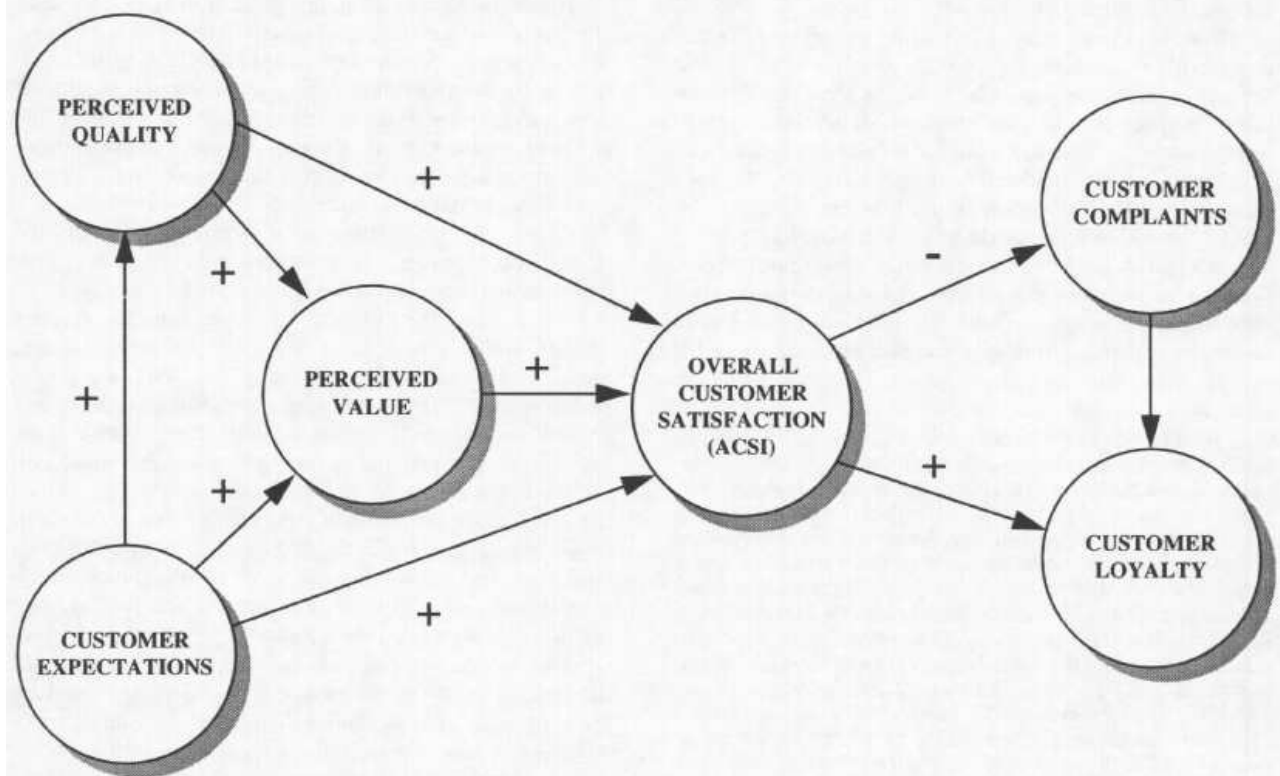 PERCEIVED
QUALITY
+
+
+
PERCEIVED
VALUE
+
+
CUSTOMER
EXPECTATIONS
+
OVERALL
CUSTOMER
SATISFACTION
(ACSI)
-
+
CUSTOMER
COMPLAINTS
CUSTOMER
LOYALTY